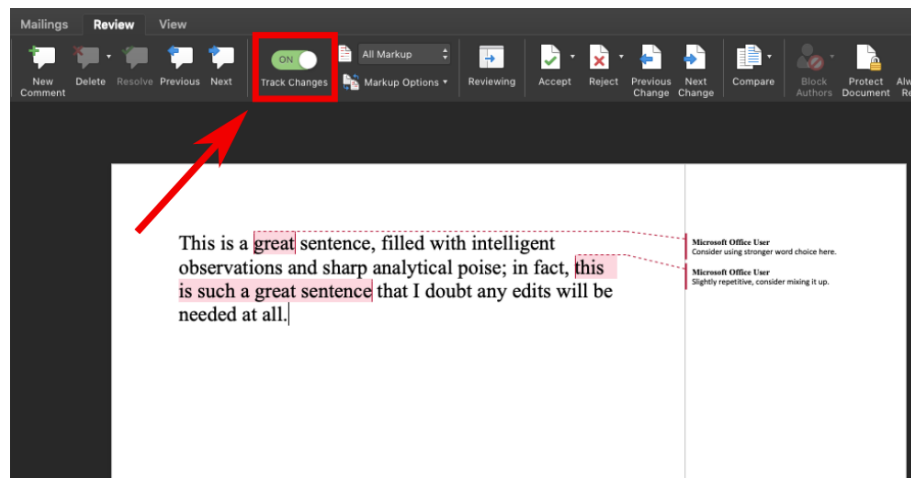 Mailings Review View
ON All Markup
New Comment Delete Resolve Previous Next Track Changes Markup Options Reviewing Accept Reject Previous Change Next Change Compare Block Authors Protect Document
This is a great sentence, filled with intelligent
observations and sharp analytical poise; in fact, this
is such a great sentence that I doubt any edits will be
needed at all.
Microsoft Office User
Consider using stronger word choice here.
Microsoft Office User
Slightly repetitive, consider mixing it up.